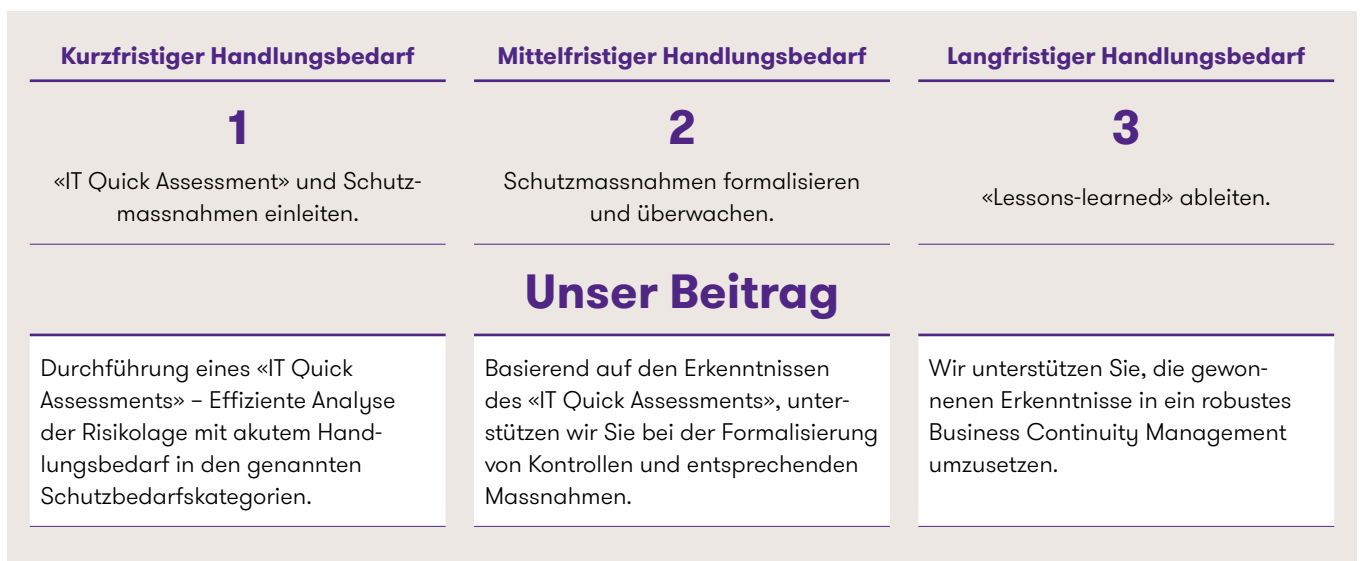 Kurzfristiger Handlungsbedarf
1
«IT Quick Assessment» und Schutz-
massnahmen einleiten.
Mittelfristiger Handlungsbedarf
2
Schutzmassnahmen formalisieren
und überwachen.
Langfristiger Handlungsbedarf
3
«Lessons-learned» ableiten.
Unser Beitrag
Durchführung eines «IT Quick
Assessments» – Effiziente Analyse
der Risikolage mit akutem Hand-
lungsbedarf in den genannten
Schutzbedarfskategorien.
Basierend auf den Erkenntnissen
des «IT Quick Assessments», unter-
stützen wir Sie bei der Formalisierung
von Kontrollen und entsprechenden
Massnahmen.
Wir unterstützen Sie, die gewon-
nenen Erkenntnisse in ein robustes
Business Continuity Management
umzusetzen.